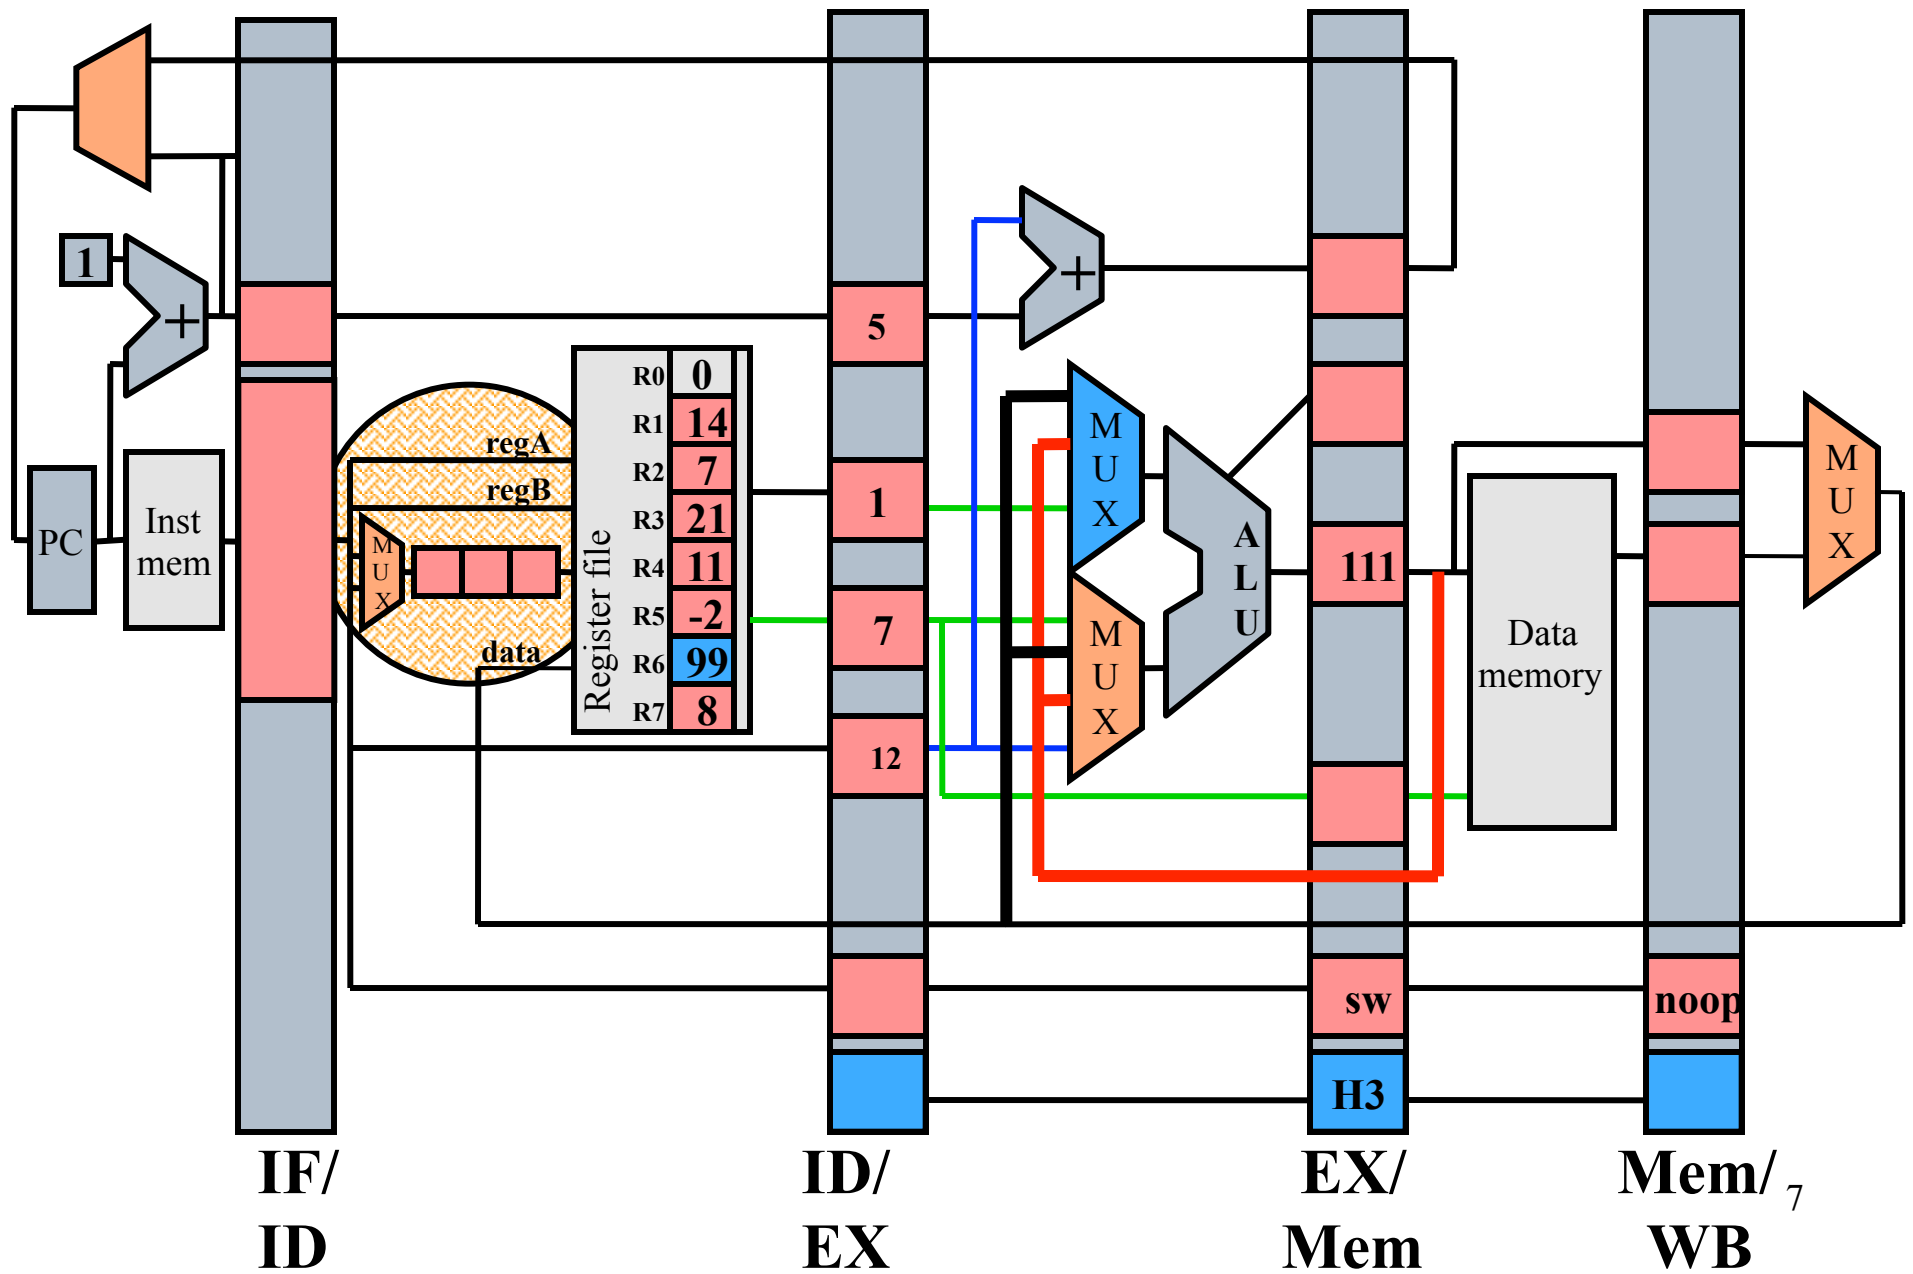 1
+
+
5
R0 0
R1 14
R2 7
R3 21
R4 11
R5 -2
R6 99
R7 8
Register file
regA
regB
data
M
U
X
PC
Inst
mem
1
7
12
M
U
X
M
U
X
A
L
U
111
Data
memory
M
U
X
sw
noop
H3
IF/
ID
ID/
EX
EX/
Mem
Mem/
WB
7